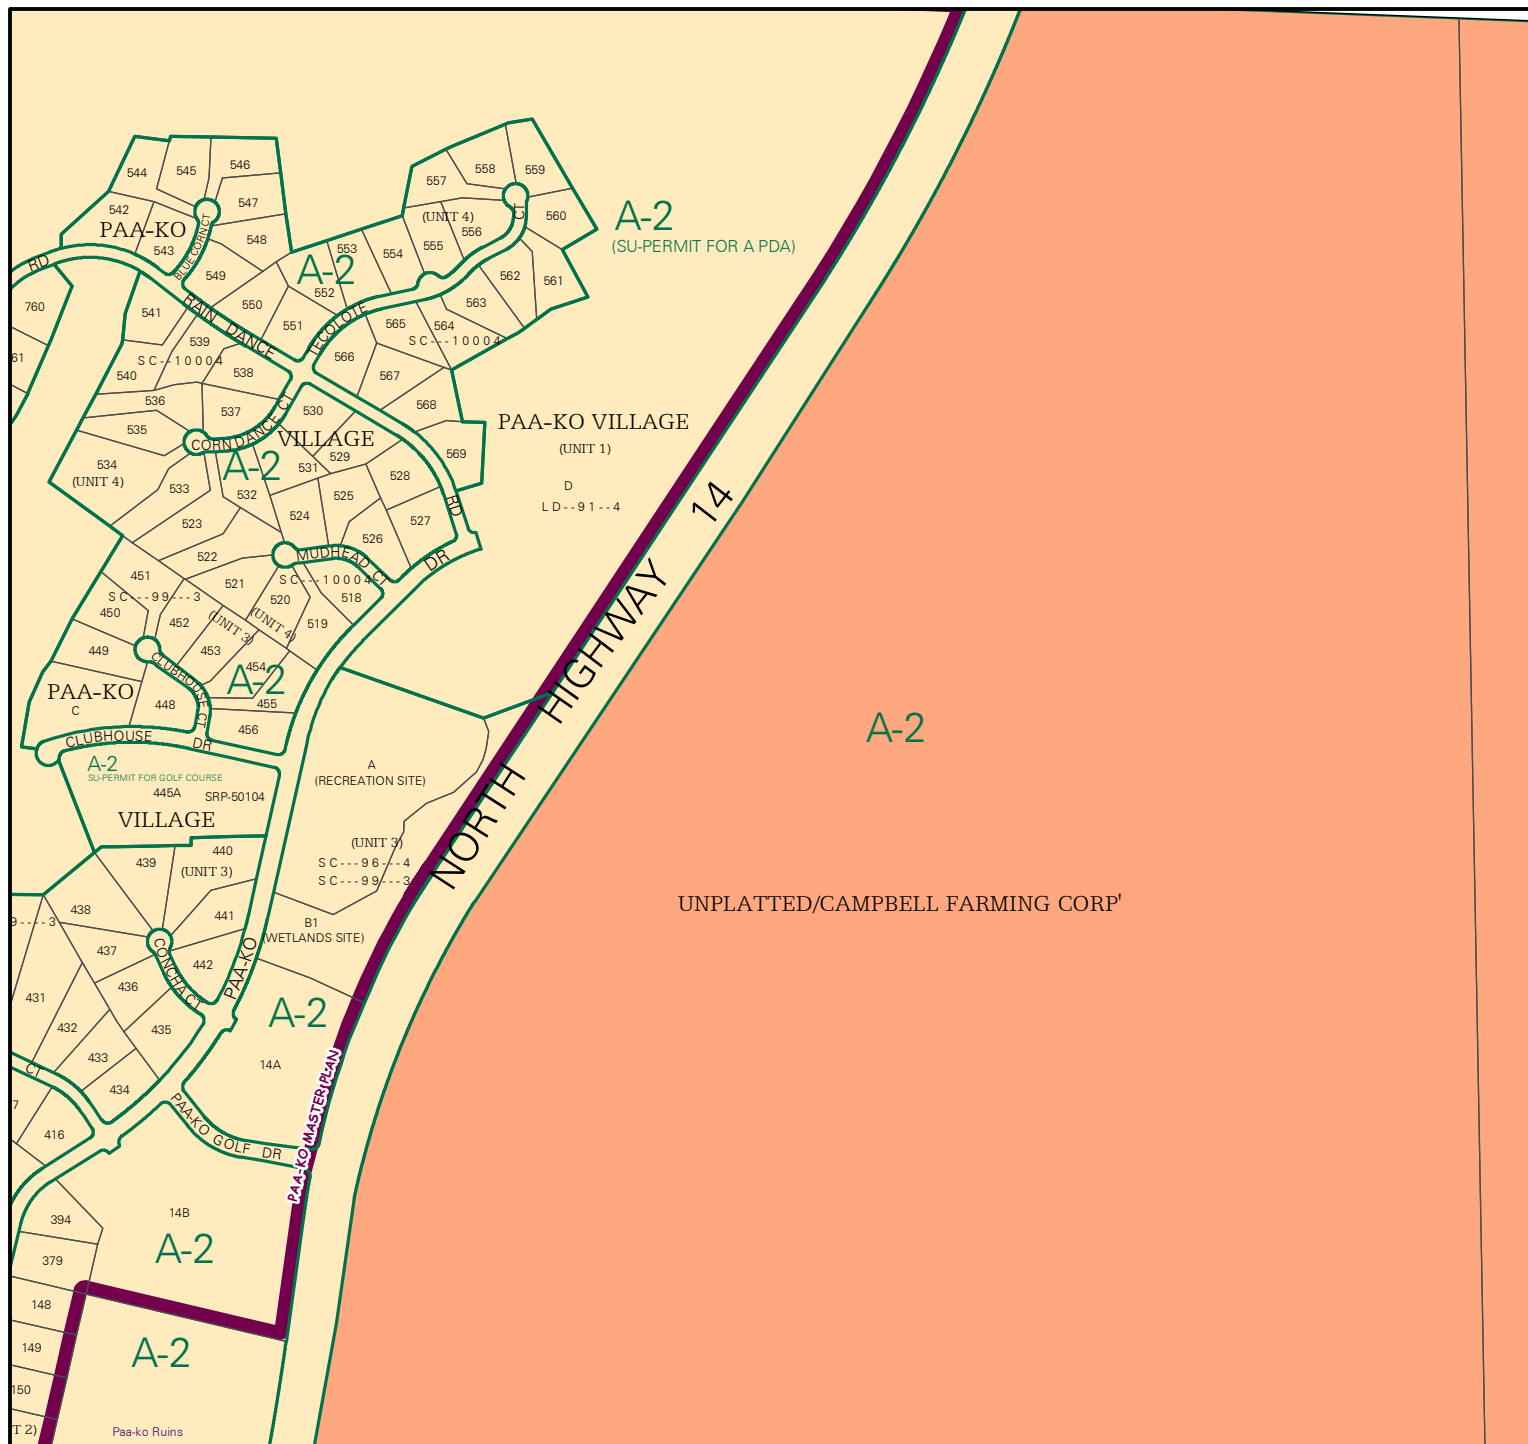 544
545
546
547
542
PAA-KO
543
BLUE CORN CT
548
549
RD
760
61
541
550
551
552
553
554
555
556
557
558
559
560
561
562
563
564
565
566
567
568
569
(UNIT 4)
CT
A-2
(SU-PERMIT FOR A PDA)
A-2
TECOLOTE
RAIN DANCE
RD
SC---10004
539
SC--10004
540
538
536
537
535
534
(UNIT 4)
533
CORN DANCE CT
530
VILLAGE
A-2
529
531
528
532
525
524
527
526
523
522
521
MUDHEAD CT
DR
SC---10004
520
518
519
PAA-KO VILLAGE
(UNIT 1)
D
LD--91--4
NORTH HIGHWAY 14
451
SC---99---3
450
452
(UNIT 3)
(UNIT 4)
449
453
454
A-2
455
456
PAA-KO
C
448
CLUBHOUSE CT
CLUBHOUSE DR
A-2
SU-PERMIT FOR GOLF COURSE
445A
SRP-50104
VILLAGE
A
(RECREATION SITE)
(UNIT 3)
SC---96---4
SC---99---3
A-2
UNPLATTED/CAMPBELL FARMING CORP'
439
440
(UNIT 3)
438
441
9----3
437
442
436
CONCHA CT
431
432
435
433
434
B1
(WETLANDS SITE)
PAA-KO
A-2
14A
CT
7
416
PAA-KO GOLF DR
PAA-KO MASTER PLAN
394
14B
379
A-2
148
149
150
T 2)
A-2
Paa-ko Ruins